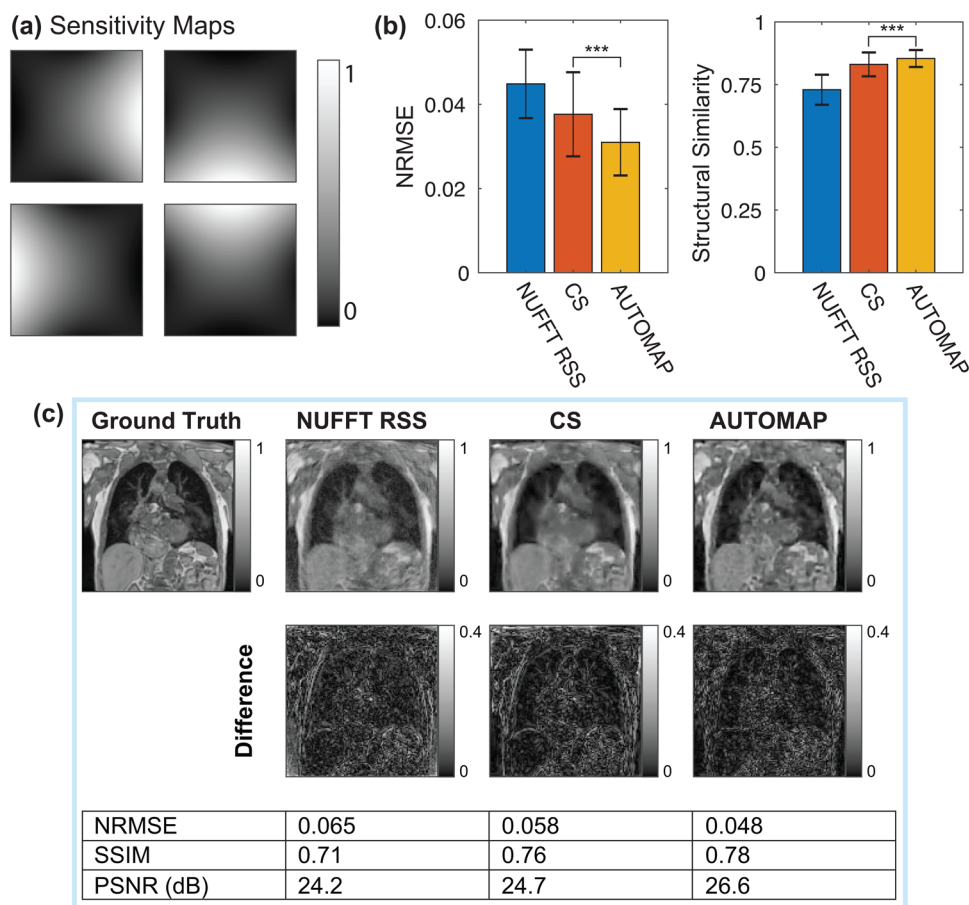 (a) Sensitivity Maps
1
0
(b)
NRMSE
0.06
0.04
0.02
0
***
NUFFT RSS
CS
AUTOMAP
Structural Similarity
1
0.75
0.5
0.25
0
***
NUFFT RSS
CS
AUTOMAP
(c)
Ground Truth NUFFT RSS CS AUTOMAP
1 1 1 1
0 0 0 0
Difference
0.4 0.4 0.4
0 0 0
NRMSE 0.065 0.058 0.048
SSIM 0.71 0.76 0.78
PSNR (dB) 24.2 24.7 26.6